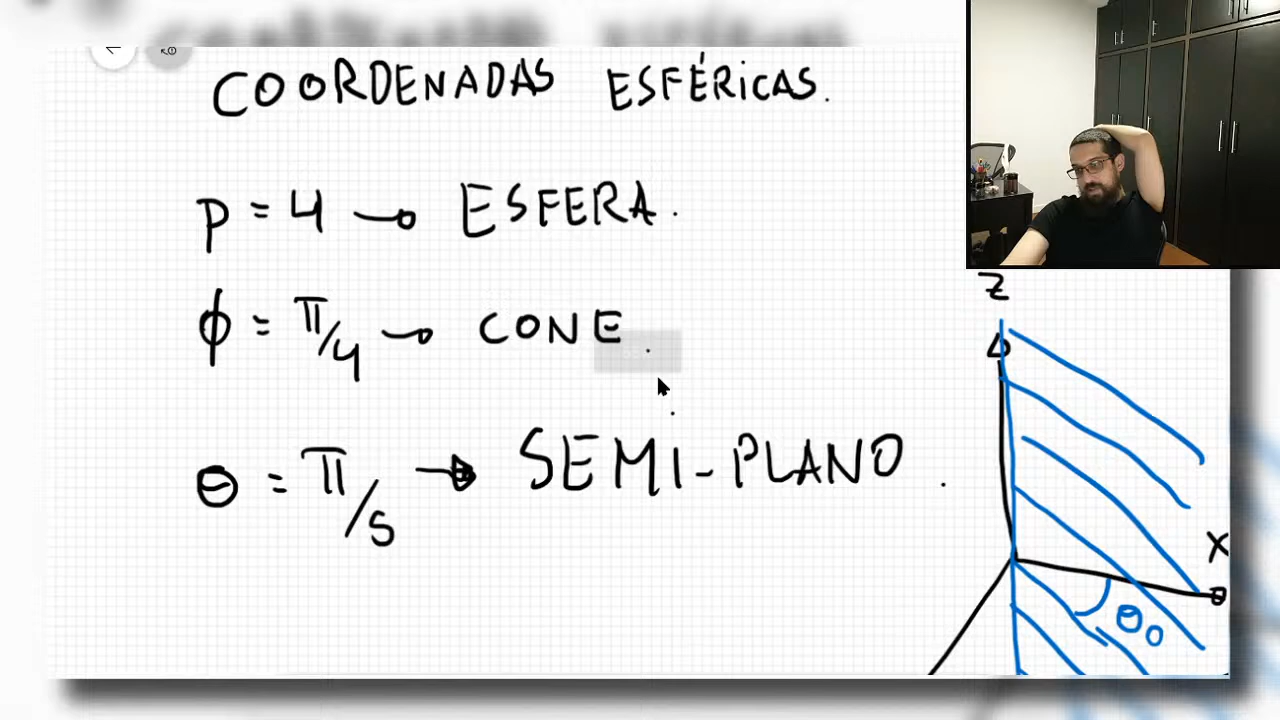 COORDENADAS ESFÉRICAS.
ρ = 4 → ESFERA.
ϕ = π/4 → CONE.
θ = π/5 → SEMI-PLANO.
Z
X
θ₀